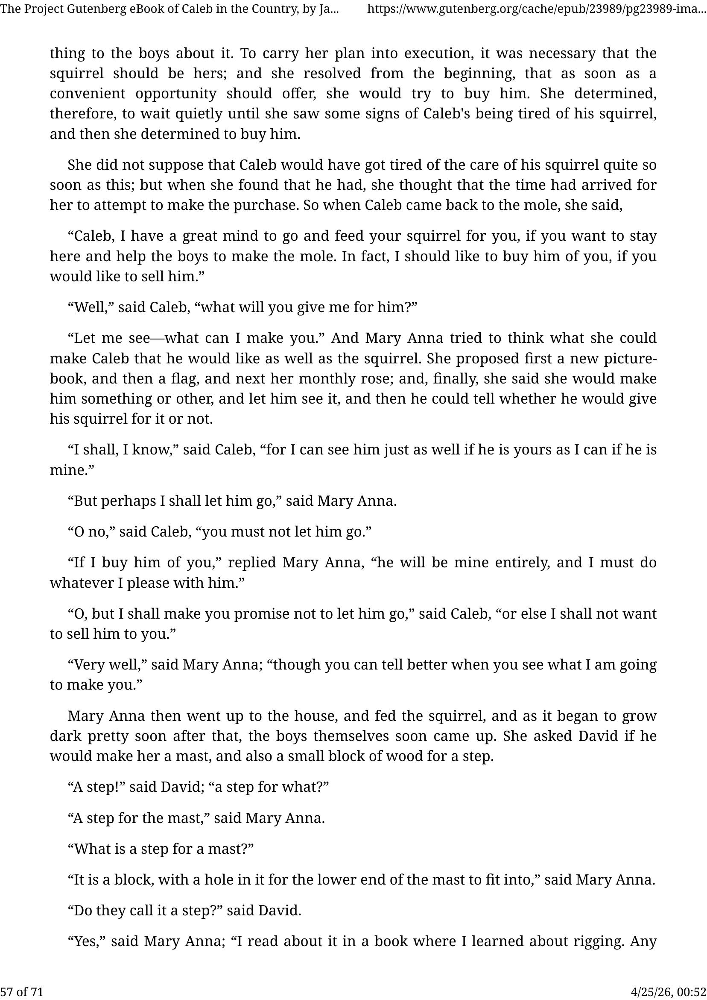 The Project Gutenberg eBook of Caleb in the Country, by Ja...
https://www.gutenberg.org/cache/epub/23989/pg23989-ima...
thing to the boys about it. To carry her plan into execution, it was necessary that the
squirrel should be hers; and she resolved from the beginning, that as soon as a
convenient opportunity should offer, she would try to buy him. She determined,
therefore, to wait quietly until she saw some signs of Caleb's being tired of his squirrel,
and then she determined to buy him.
She did not suppose that Caleb would have got tired of the care of his squirrel quite so
soon as this; but when she found that he had, she thought that the time had arrived for
her to attempt to make the purchase. So when Caleb came back to the mole, she said,
“Caleb, I have a great mind to go and feed your squirrel for you, if you want to stay
here and help the boys to make the mole. In fact, I should like to buy him of you, if you
would like to sell him.”
“Well,” said Caleb, “what will you give me for him?”
“Let me see—what can I make you.” And Mary Anna tried to think what she could
make Caleb that he would like as well as the squirrel. She proposed first a new picture-
book, and then a flag, and next her monthly rose; and, finally, she said she would make
him something or other, and let him see it, and then he could tell whether he would give
his squirrel for it or not.
“I shall, I know,” said Caleb, “for I can see him just as well if he is yours as I can if he is
mine.”
“But perhaps I shall let him go,” said Mary Anna.
“O no,” said Caleb, “you must not let him go.”
“If I buy him of you,” replied Mary Anna, “he will be mine entirely, and I must do
whatever I please with him.”
“O, but I shall make you promise not to let him go,” said Caleb, “or else I shall not want
to sell him to you.”
“Very well,” said Mary Anna; “though you can tell better when you see what I am going
to make you.”
Mary Anna then went up to the house, and fed the squirrel, and as it began to grow
dark pretty soon after that, the boys themselves soon came up. She asked David if he
would make her a mast, and also a small block of wood for a step.
“A step!” said David; “a step for what?”
“A step for the mast,” said Mary Anna.
“What is a step for a mast?”
“It is a block, with a hole in it for the lower end of the mast to fit into,” said Mary Anna.
“Do they call it a step?” said David.
“Yes,” said Mary Anna; “I read about it in a book where I learned about rigging. Any
57 of 71
4/25/26, 00:52